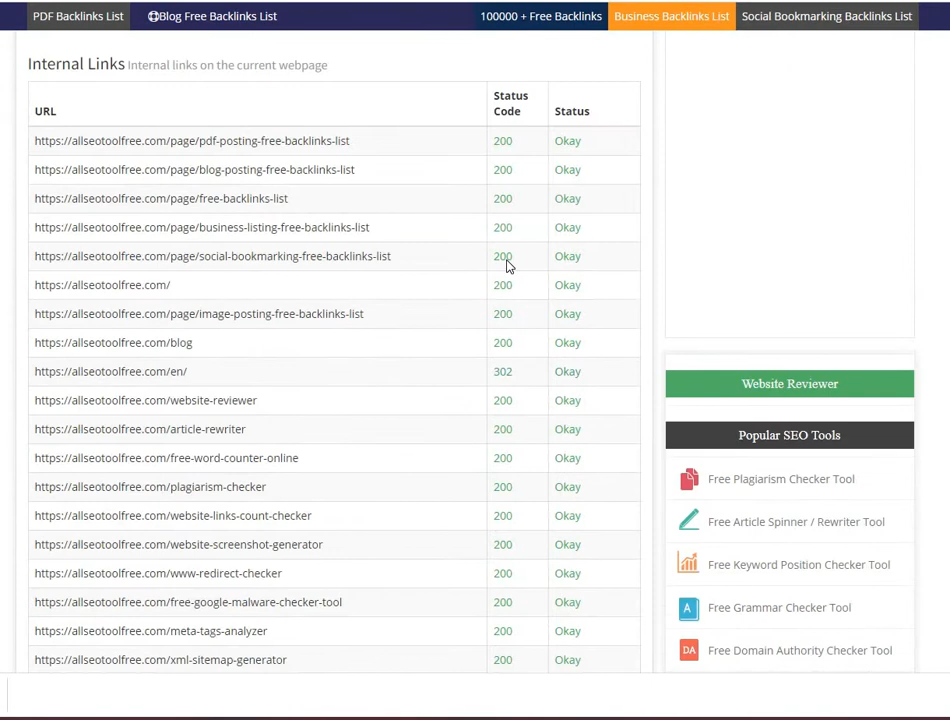 PDF Backlinks List
Blog Free Backlinks List
100000 + Free Backlinks
Business Backlinks List
Social Bookmarking Backlinks List
Internal Links Internal links on the current webpage
URL Status Code Status
https://allseotoolfree.com/page/pdf-posting-free-backlinks-list 200 Okay
https://allseotoolfree.com/page/blog-posting-free-backlinks-list 200 Okay
https://allseotoolfree.com/page/free-backlinks-list 200 Okay
https://allseotoolfree.com/page/business-listing-free-backlinks-list 200 Okay
https://allseotoolfree.com/page/social-bookmarking-free-backlinks-list 200 Okay
https://allseotoolfree.com/ 200 Okay
https://allseotoolfree.com/page/image-posting-free-backlinks-list 200 Okay
https://allseotoolfree.com/blog 200 Okay
https://allseotoolfree.com/en/ 302 Okay
https://allseotoolfree.com/website-reviewer 200 Okay
https://allseotoolfree.com/article-rewriter 200 Okay
https://allseotoolfree.com/free-word-counter-online 200 Okay
https://allseotoolfree.com/plagiarism-checker 200 Okay
https://allseotoolfree.com/website-links-count-checker 200 Okay
https://allseotoolfree.com/website-screenshot-generator 200 Okay
https://allseotoolfree.com/www-redirect-checker 200 Okay
https://allseotoolfree.com/free-google-malware-checker-tool 200 Okay
https://allseotoolfree.com/meta-tags-analyzer 200 Okay
https://allseotoolfree.com/xml-sitemap-generator 200 Okay
Website Reviewer
Popular SEO Tools
Free Plagiarism Checker Tool
Free Article Spinner / Rewriter Tool
Free Keyword Position Checker Tool
A Free Grammar Checker Tool
DA Free Domain Authority Checker Tool